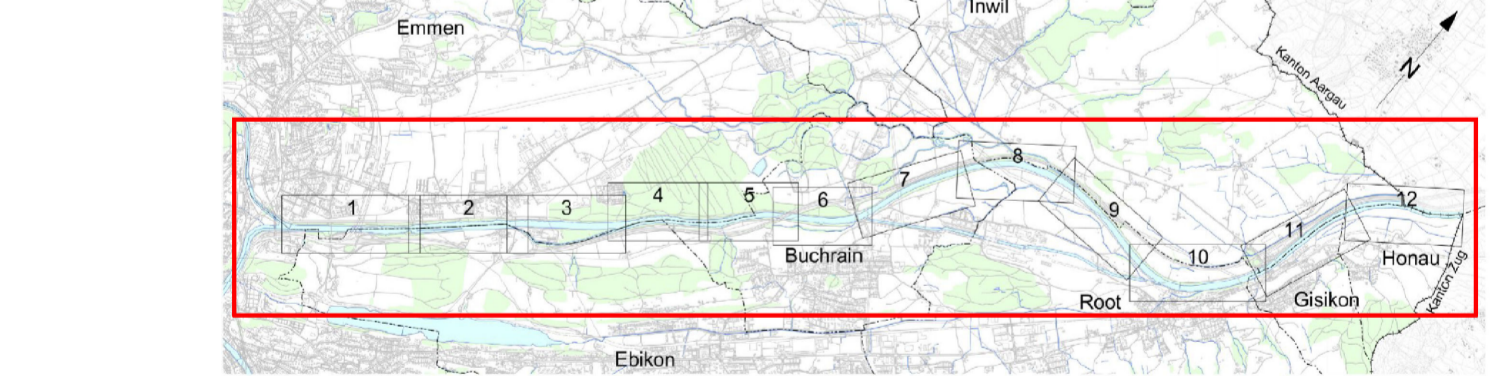 Inwil
Emmen
Kanton Aargau
N
8
7
4
5
6
1
2
3
9
12
11
10
Buchrain
Honau
Kanton Zug
Root
Gisikon
Ebikon